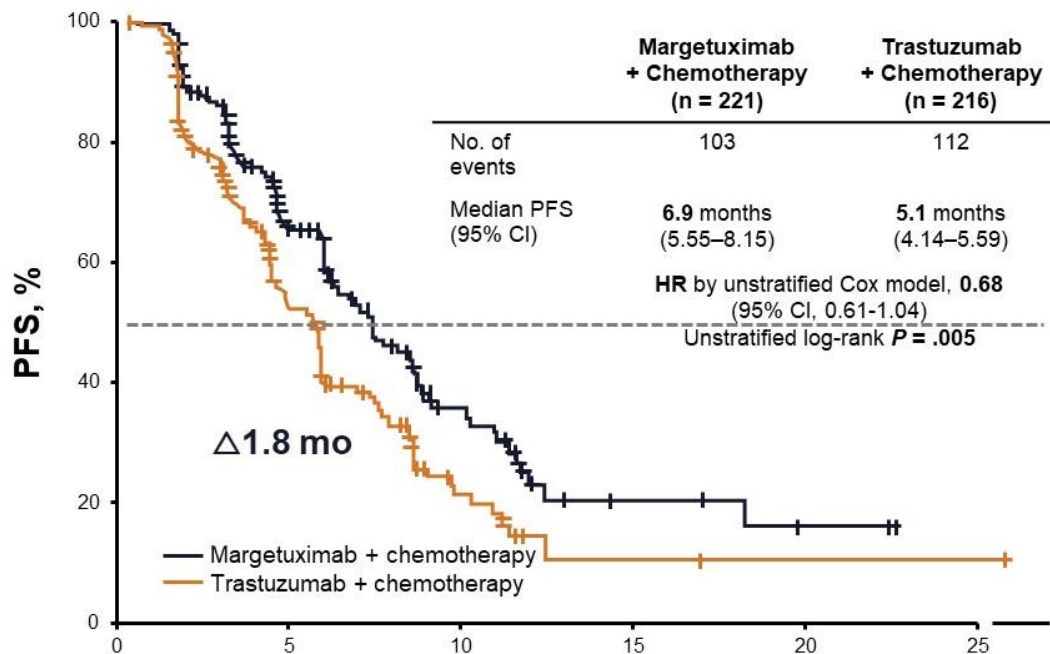 Margetuximab
+ Chemotherapy
(n = 221)
Trastuzumab
+ Chemotherapy
(n = 216)
No. of
events
103
112
Median PFS
(95% CI)
6.9 months
(5.55–8.15)
5.1 months
(4.14–5.59)
HR by unstratified Cox model, 0.68
(95% CI, 0.61-1.04)
Unstratified log-rank P = .005
PFS, %
100
80
60
40
20
0
△1.8 mo
Margetuximab + chemotherapy
Trastuzumab + chemotherapy
0
5
10
15
20
25